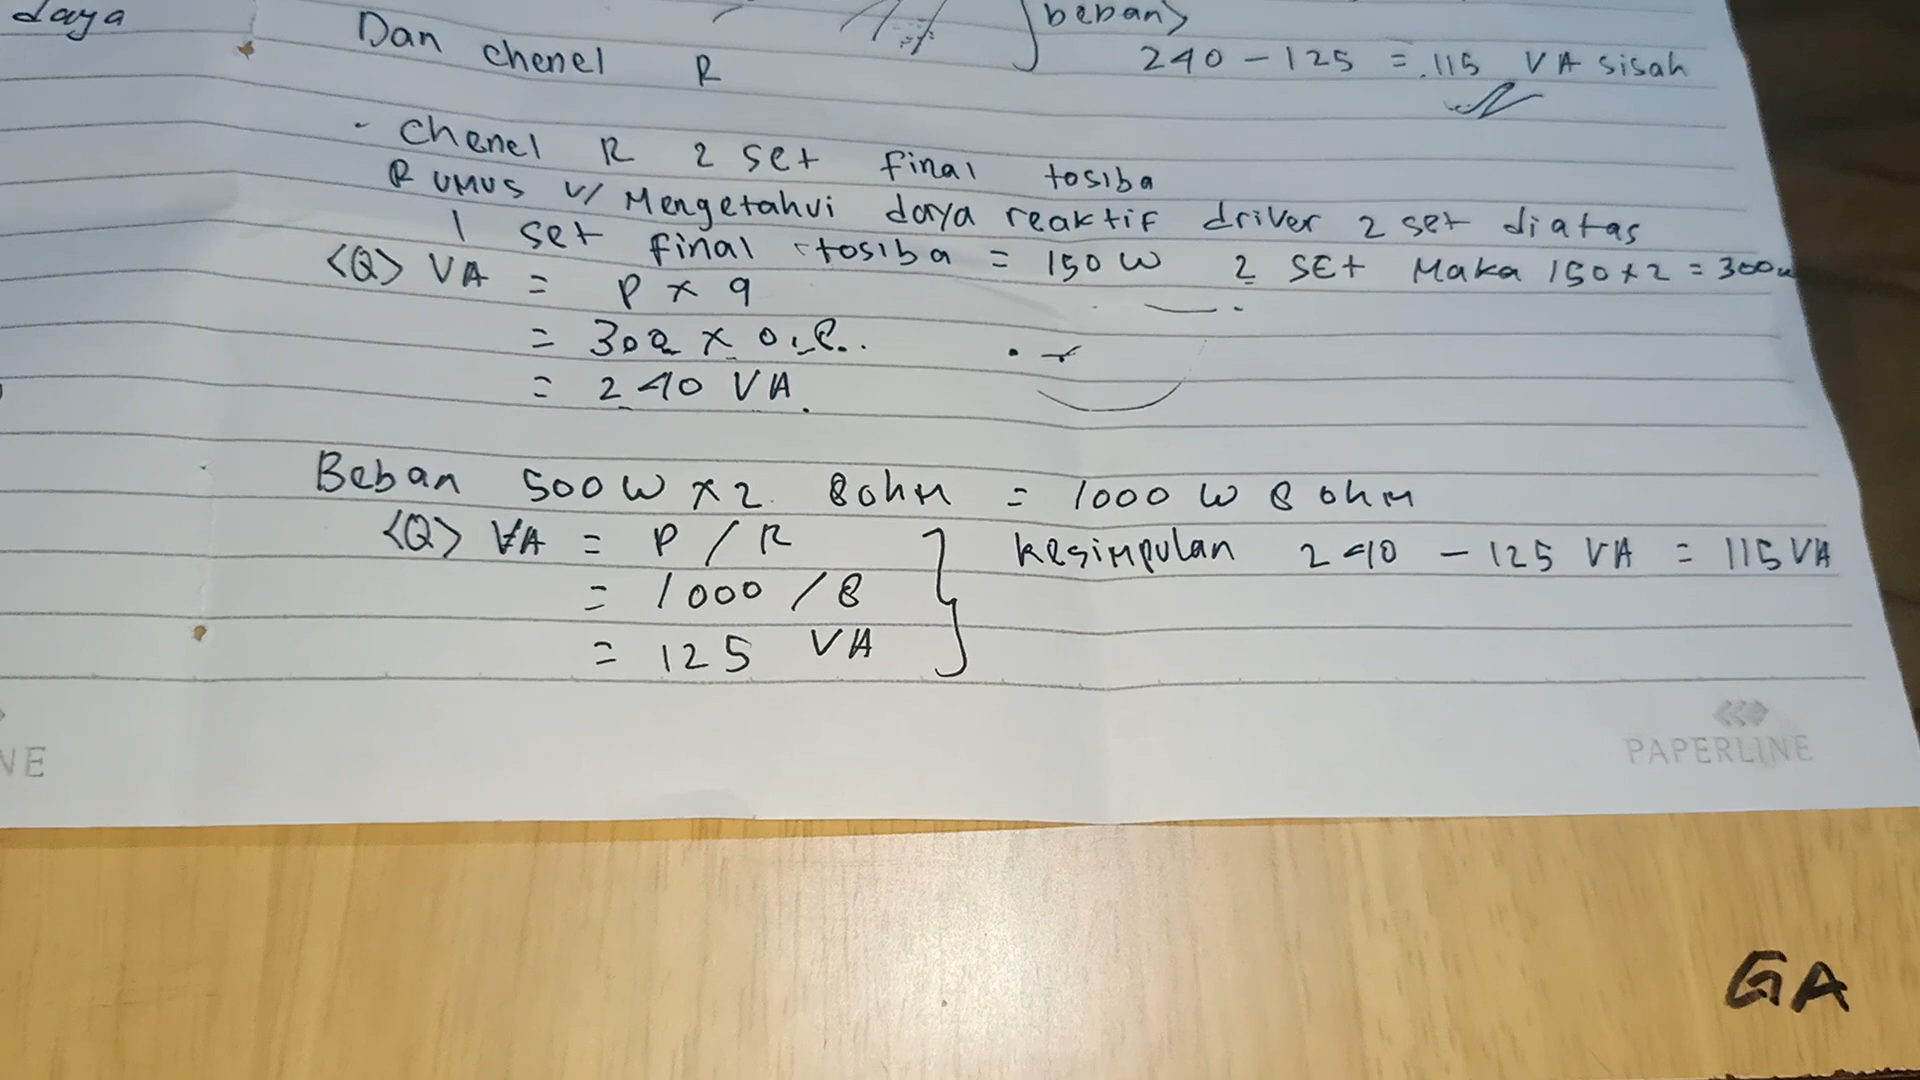 daya
beban>
Dan chenel R
240 - 125 = 115 VA sisah
- Chenel R 2 set final tosiba
Rumus u/ Mengetahui daya reaktif driver 2 set diatas
1 set final tosiba = 150 W 2 SEt Maka 150 x 2 = 300w
<Q> VA = P x q
= 300 x 0,8..
= 240 VA.
Beban 500 W x 2 8 ohm = 1000 W 8 ohm
<Q> VA = P / R
= 1000 / 8
= 125 VA
} kesimpulan 240 - 125 VA = 115 VA
PAPERLINE
NE
GA